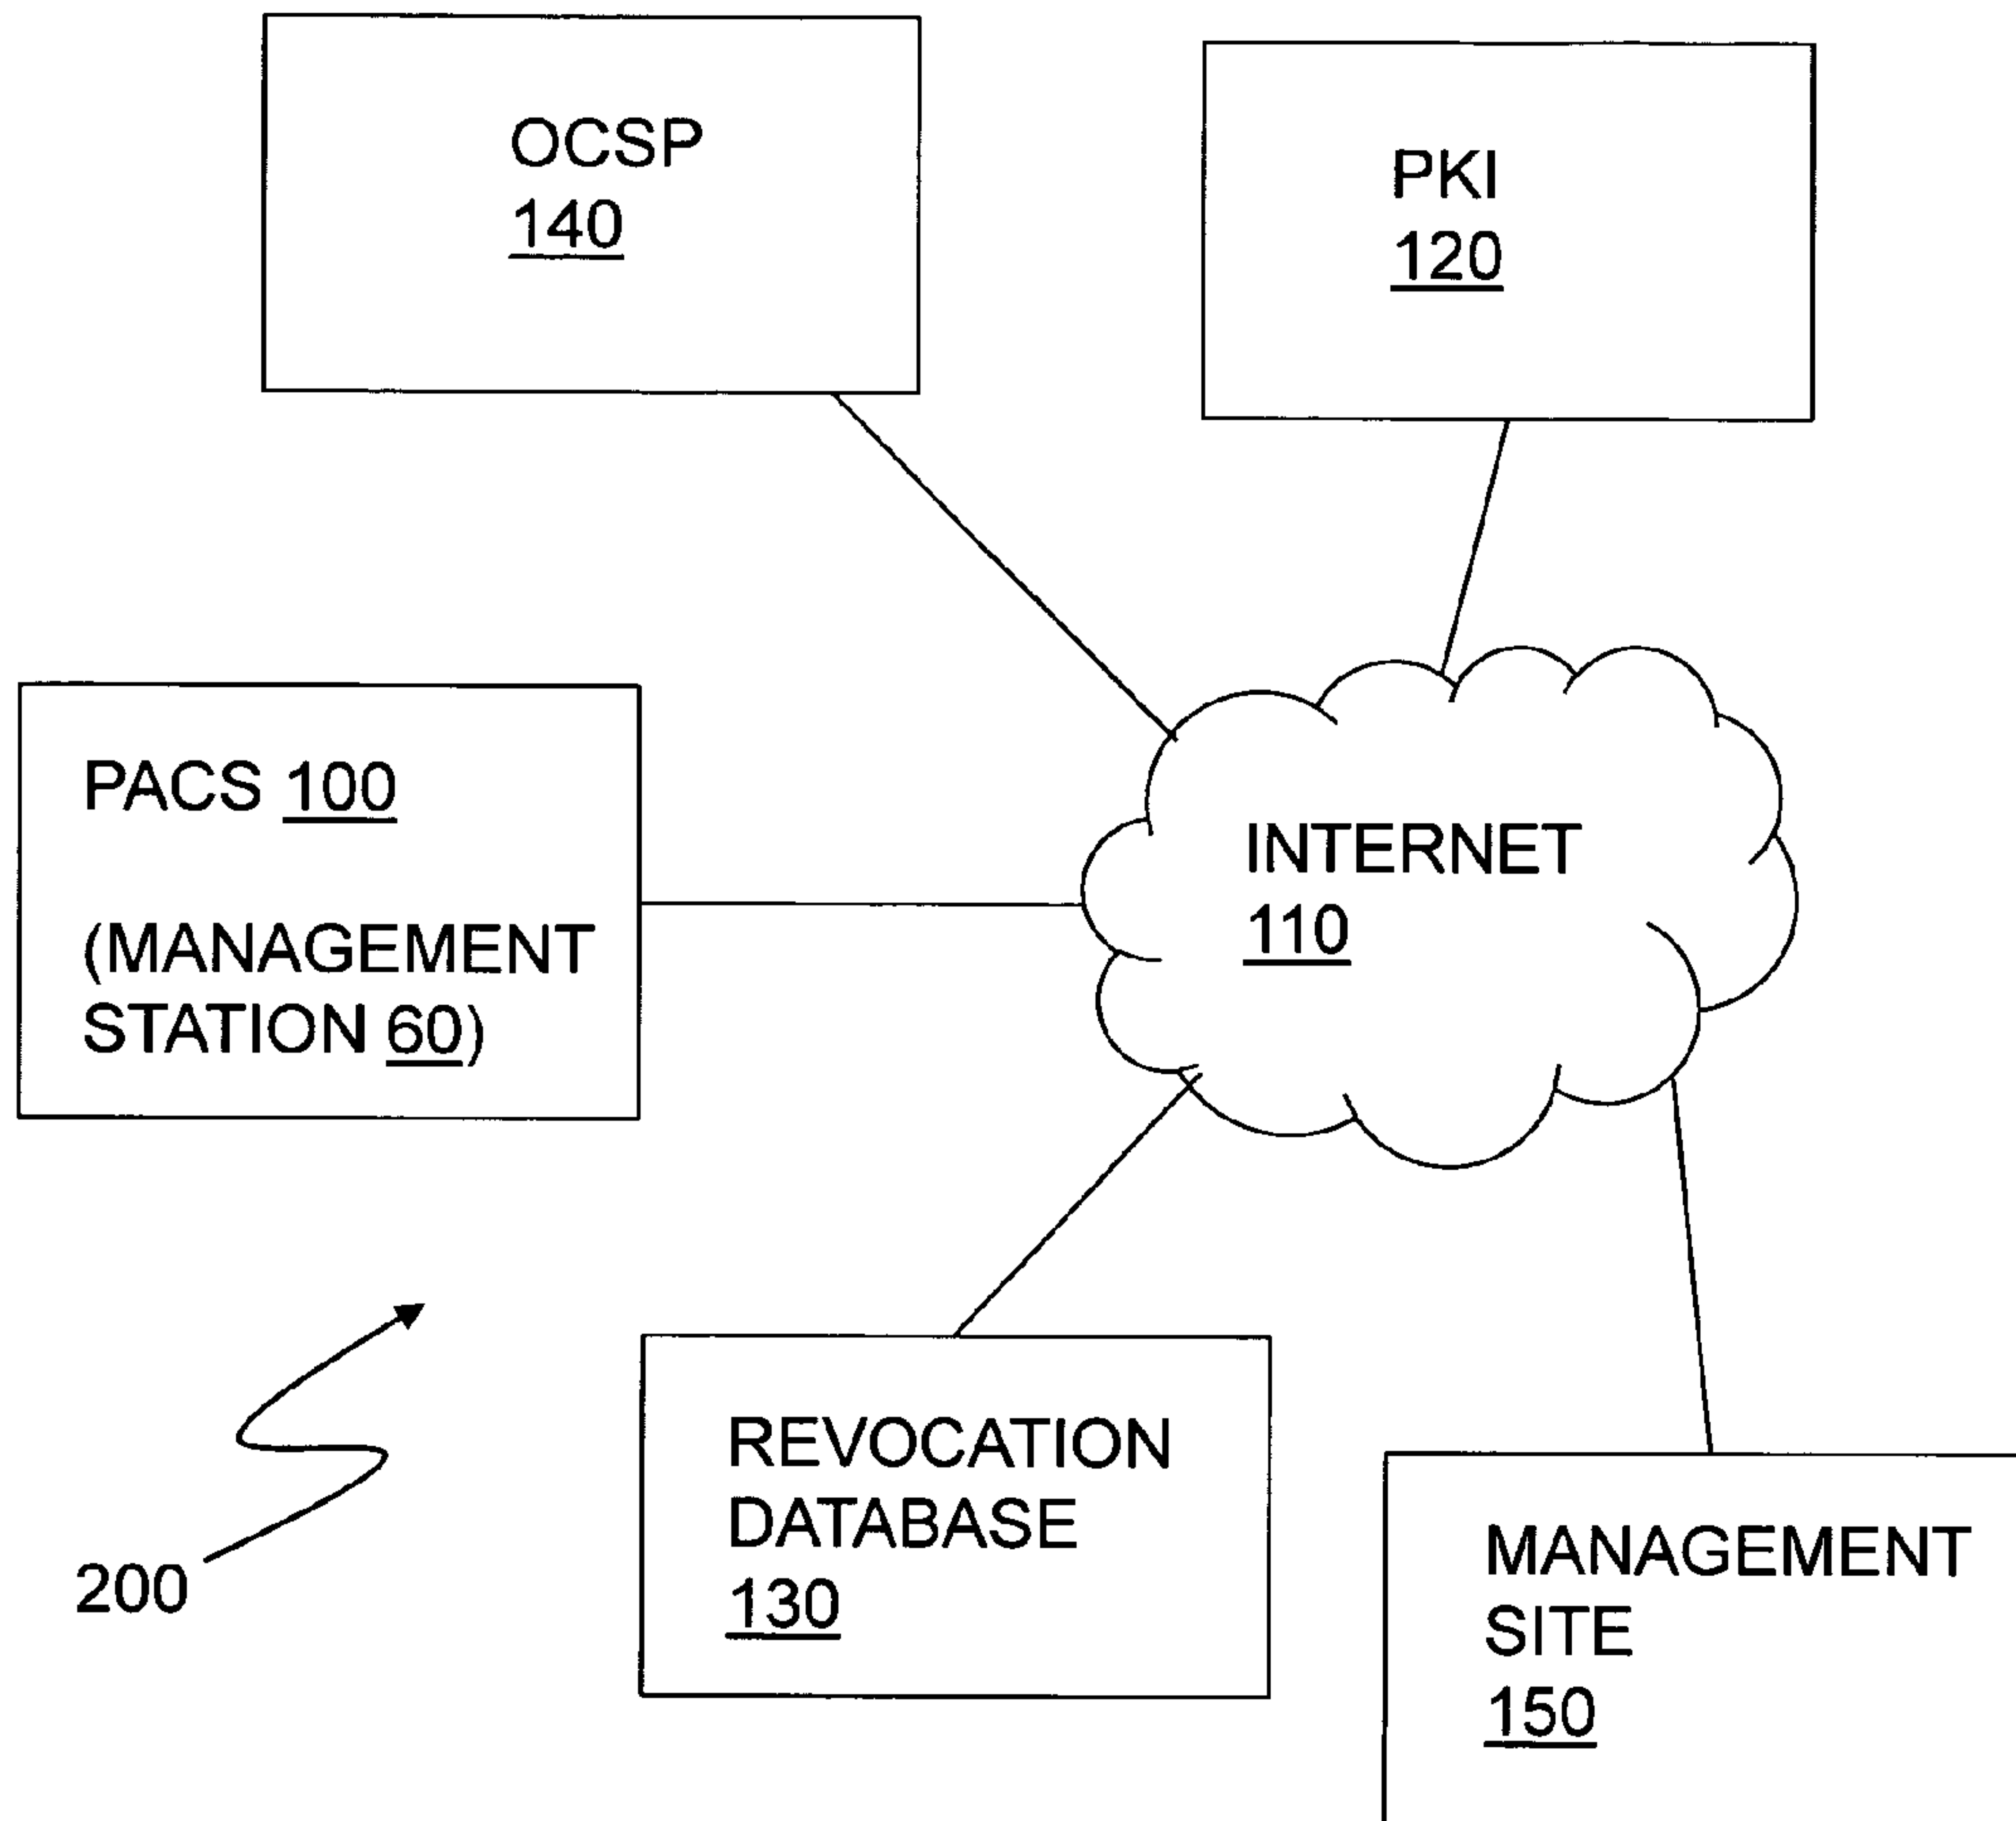 OCSP
140
PKI
120
PACS 100
(MANAGEMENT
STATION 60)
INTERNET
110
REVOCATION
DATABASE
130
MANAGEMENT
SITE
150
200